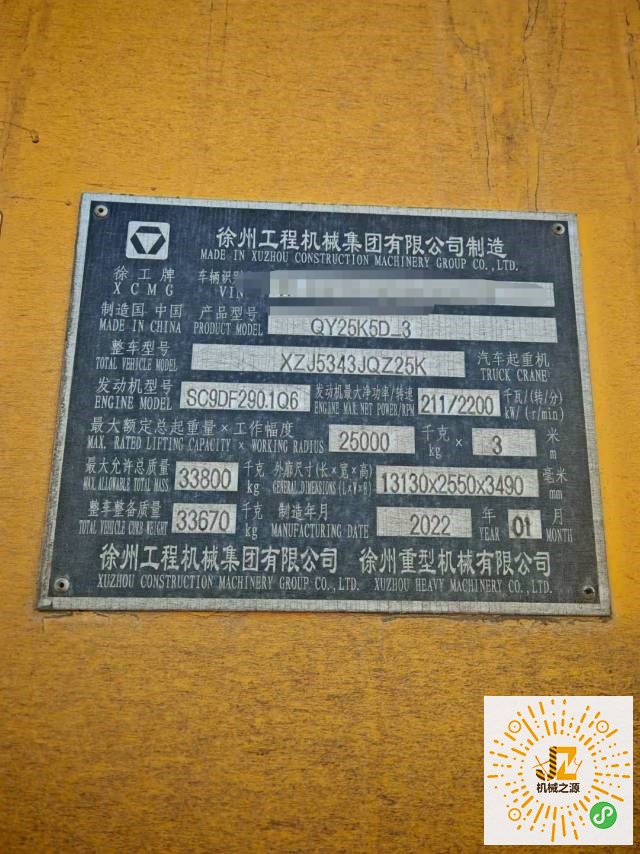 徐州工程机械集团有限公司制造
MADE IN XUZHOU CONSTRUCTION MACHINERY GROUP CO.,LTD.
徐工牌 车辆识
XCMG VIN
制造国 中国 产品型号 QY25K5D_3
MADE IN CHINA PRODUCT MODEL
整车型号 XZJ5343JQZ25K 汽车起重机
TOTAL VEHICLE MODEL TRUCK CRANE
发动机型号 SC9DF290.1Q6 发动机最大净功率/转速 211/2200 千瓦/(转/分)
ENGINE MODEL ENGINE MAX.NET POWER/RPM kW/(r/min)
最大额定总起重量×工作幅度 25000 千克 × 3 米
MAX. RATED LIFTING CAPACITY × WORKING RADIUS kg m
最大允许总质量 33800 千克 外廓尺寸(长×宽×高) 13130x2550x3490 毫米
MAX. ALLOWABLE TOTAL MASS kg GENERAL DIMENSIONS (L×W×H) mm
整车整备质量 33670 千克 制造年月 2022 年 01 月
TOTAL VEHICLE CURB-WEIGHT kg MANUFACTURING DATE YEAR MONTH
徐州工程机械集团有限公司 徐州重型机械有限公司
XUZHOU CONSTRUCTION MACHINERY GROUP CO.,LTD. XUZHOU HEAVY MACHINERY CO.,LTD.
JZ
机械之源